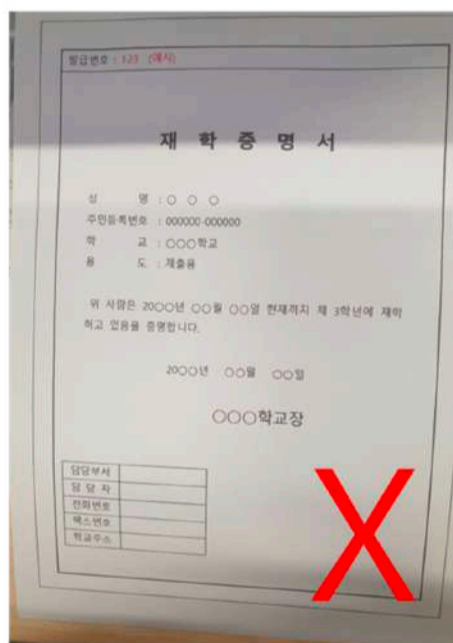 발급번호 : 123 (예시)
재 학 증 명 서
성 명 : ○ ○ ○
주민등록번호 : 000000-000000
학 교 : ○○○학교
용 도 : 제출용
위 사람은 20○○년 ○○월 ○○일 현재까지 제 3학년에 재학
하고 있음을 증명합니다.
20○○년 ○○월 ○○일
○○○학교장
담당부서
담 당 자
전화번호
팩스번호
학교주소
X